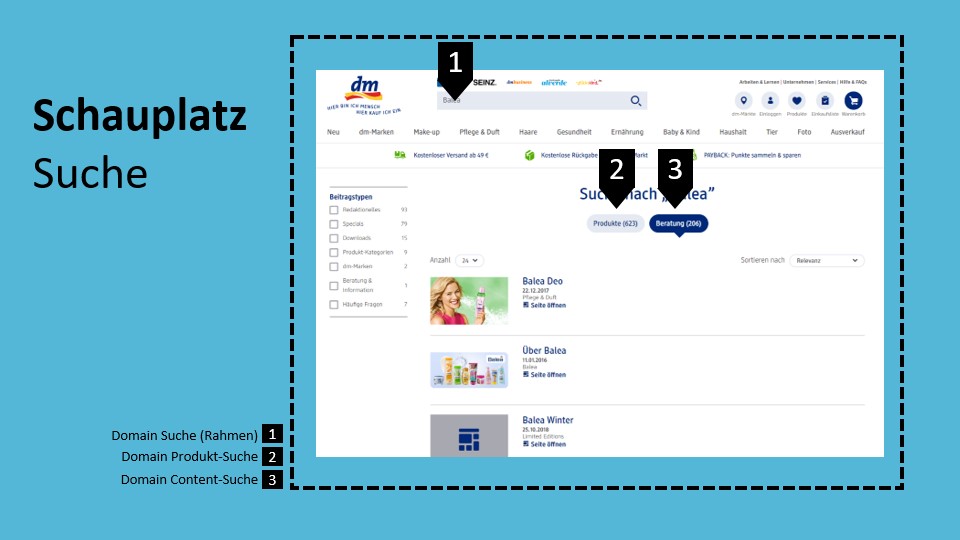 Schauplatz
Suche
1
dm
HIER BIN ICH MENSCH
HIER KAUF ICH EIN
SEINZ.
alverde
Arbeiten & Lernen | Unternehmen | Services | Hilfe & FAQs
Balea
dm-Märkte Einloggen Produkte Einkaufsliste Warenkorb
Neu dm-Marken Make-up Pflege & Duft Haare Gesundheit Ernährung Baby & Kind Haushalt Tier Foto Ausverkauf
Kostenloser Versand ab 49 € Kostenlose Rückgabe Markt PAYBACK: Punkte sammeln & sparen
2 3
Suche nach „Balea”
Produkte (623) Beratung (206)
Beitragstypen
Redaktionelles 93
Specials 79
Downloads 15
Produkt-Kategorien 9
dm-Marken 2
Beratung &
Information 1
Häufige Fragen 7
Anzahl 24 Sortieren nach Relevanz
Balea Deo
22.12.2017
Pflege & Duft
Seite öffnen
Balea
Über Balea
11.01.2016
Balea
Seite öffnen
Balea Winter
25.10.2018
Limited Editions
Seite öffnen
Domain Suche (Rahmen) 1
Domain Produkt-Suche 2
Domain Content-Suche 3